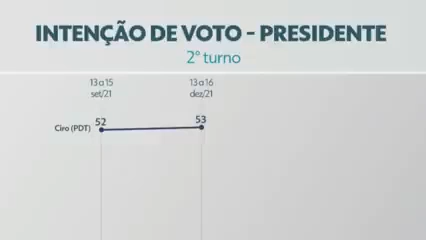 INTENÇÃO DE VOTO - PRESIDENTE
2º turno
13 a 15 13 a 16
set/21 dez/21
52 53
Ciro (PDT)